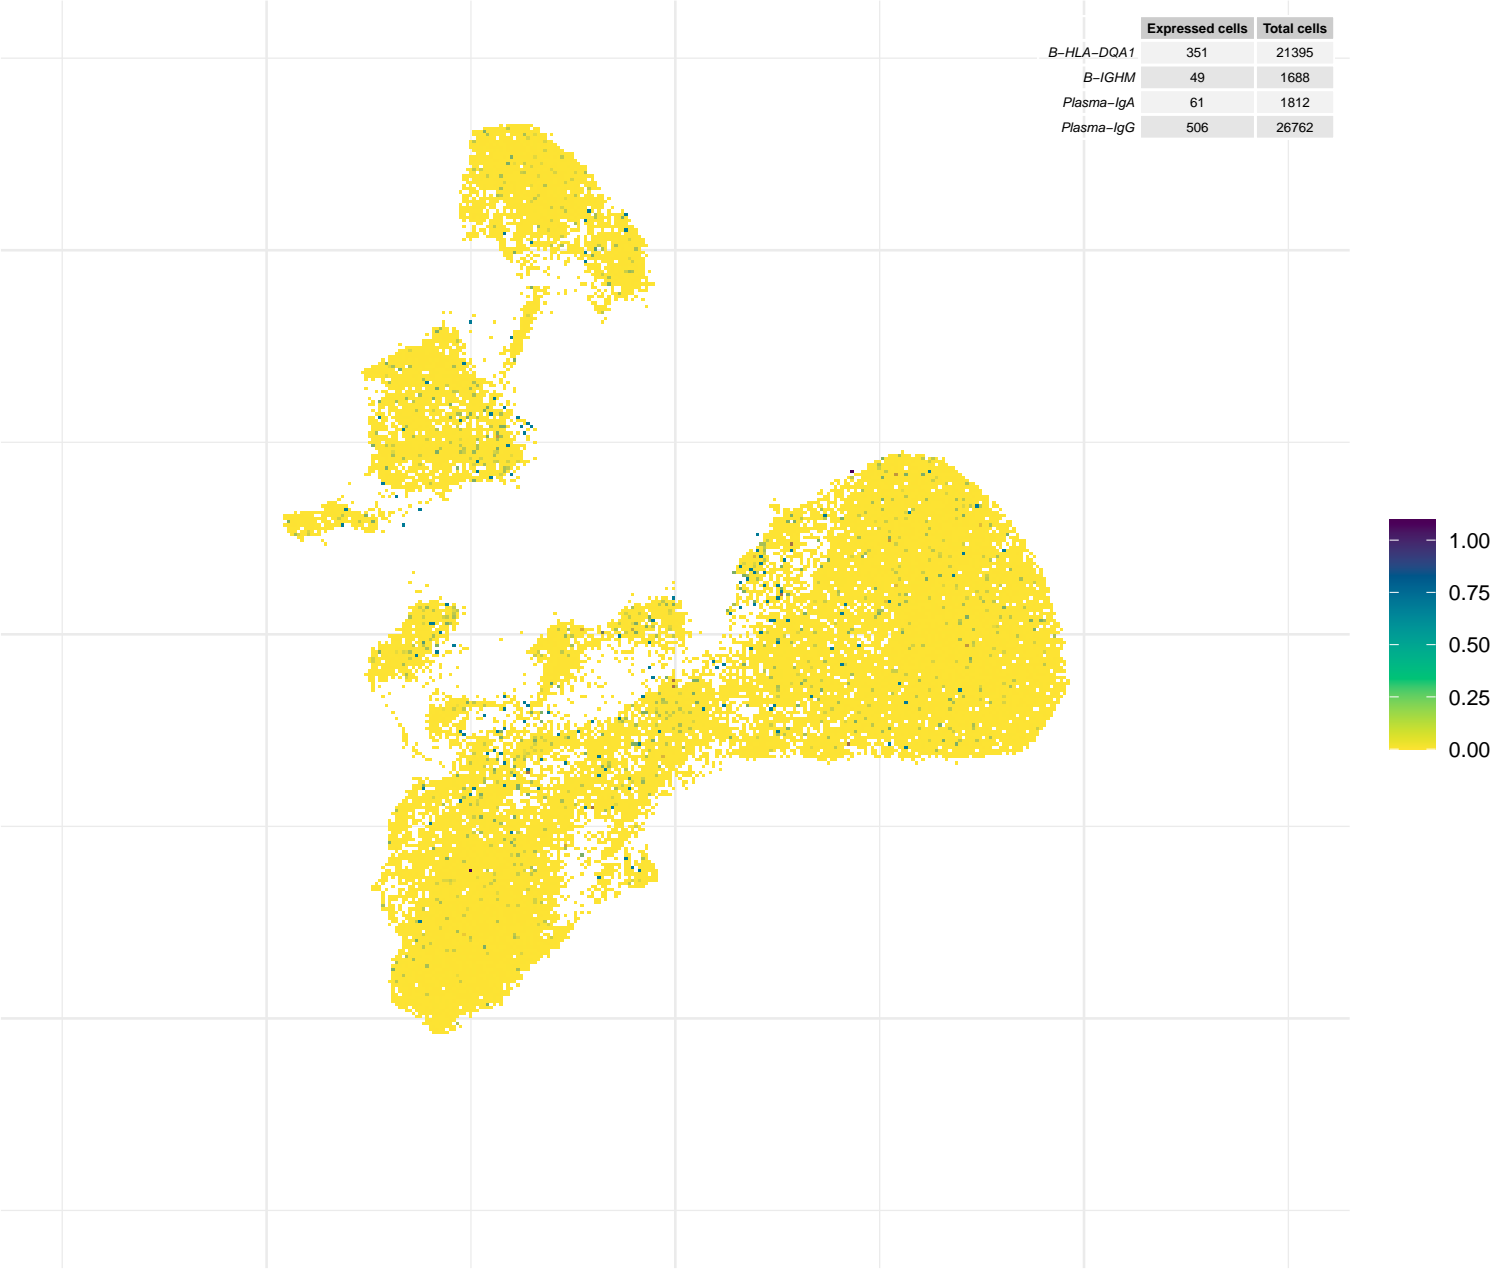 Expressed cells Total cells
B−HLA−DQA1 351 21395
B−IGHM 49 1688
Plasma−IgA 61 1812
Plasma−IgG 506 26762
1.00
0.75
0.50
0.25
0.00